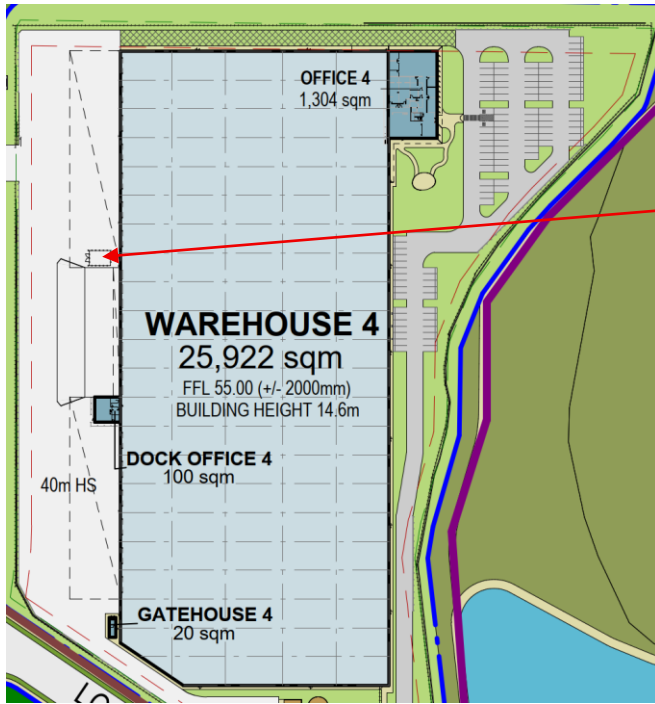 OFFICE 4
1,304 sqm
WAREHOUSE 4
25,922 sqm
FFL 55.00 (+/- 2000mm)
BUILDING HEIGHT 14.6m
DOCK OFFICE 4
100 sqm
40m HS
GATEHOUSE 4
20 sqm